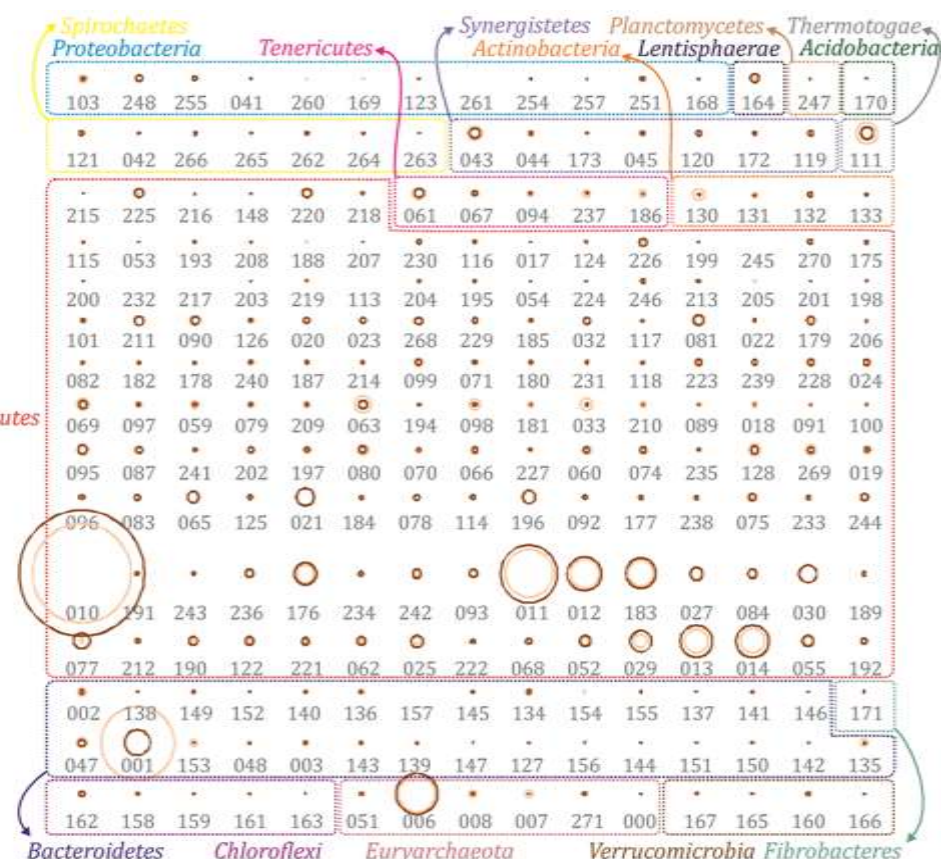 Spirochaetes Synergistetes Planctomycetes Thermotogae
Proteobacteria Tenericutes Actinobacteria Lentisphaerae Acidobacteria
103 248 255 041 260 169 123 261 254 257 251 168 164 247 170
121 042 266 265 262 264 263 043 044 173 045 120 172 119 111
215 225 216 148 220 218 061 067 094 237 186 130 131 132 133
115 053 193 208 188 207 230 116 017 124 226 199 245 270 175
200 232 217 203 219 113 204 195 054 224 246 213 205 201 198
101 211 090 126 020 023 268 229 185 032 117 081 022 179 206
082 182 178 240 187 214 099 071 180 231 118 223 239 228 024
utes 069 097 059 079 209 063 194 098 181 033 210 089 018 091 100
095 087 241 202 197 080 070 066 227 060 074 235 128 269 019
096 083 065 125 021 184 078 114 196 092 177 238 075 233 244
010 191 243 236 176 234 242 093 011 012 183 027 084 030 189
077 212 190 122 221 062 025 222 068 052 029 013 014 055 192
002 138 149 152 140 136 157 145 134 154 155 137 141 146 171
047 001 153 048 003 143 139 147 127 156 144 151 150 142 135
162 158 159 161 163 051 006 008 007 271 000 167 165 160 166
Bacteroidetes Chloroflexi Euryarchaeota Verrucomicrobia Fibrobacteres